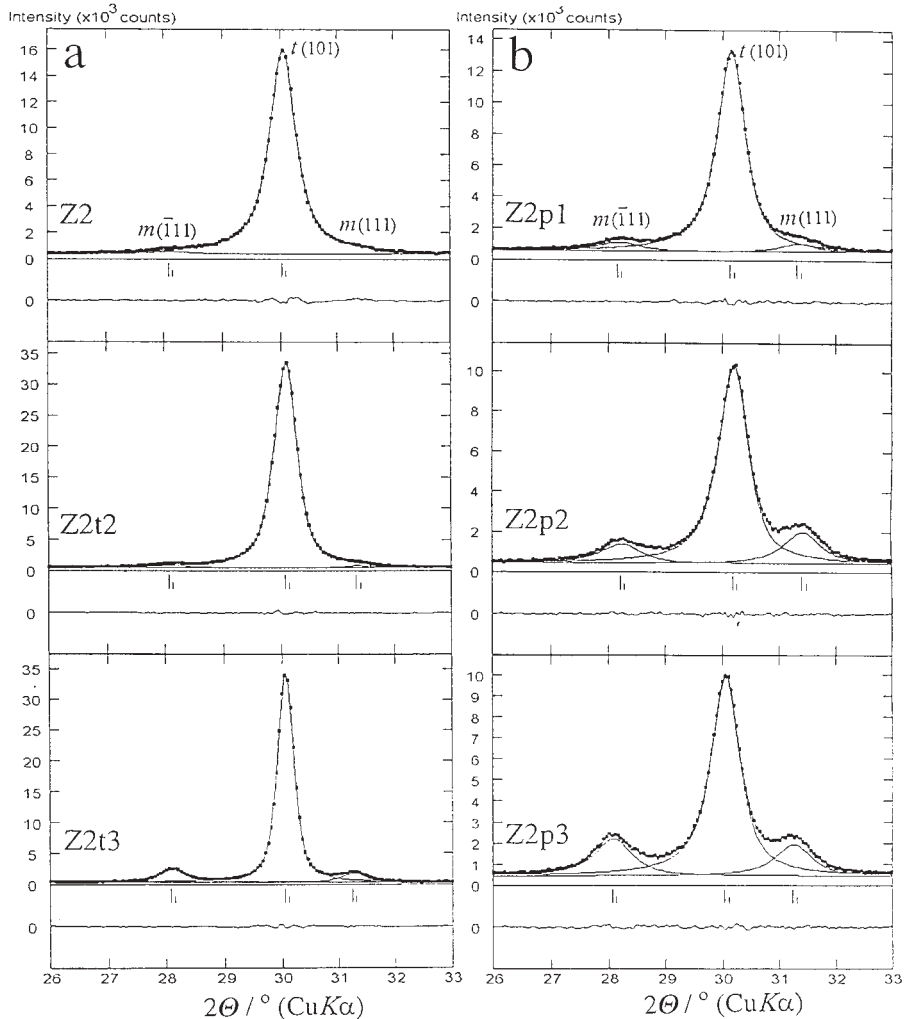 Intensity (x10³ counts)
a
16
14
12
10
8
6
4
2
0
t (101)
Z2
m(1̄11)
m(111)
0
35
30
25
20
15
10
5
0
Z2t2
0
35
30
25
20
15
10
5
0
Z2t3
0
26 27 28 29 30 31 32 33
2Θ / ° (CuKα)
Intensity (x10³ counts)
b
14
12
10
8
6
4
2
0
t (101)
Z2p1
m(1̄11)
m(111)
0
10
8
6
4
2
0
Z2p2
0
10
9
8
7
6
5
4
3
2
1
0
Z2p3
0
26 27 28 29 30 31 32 33
2Θ / ° (CuKα)